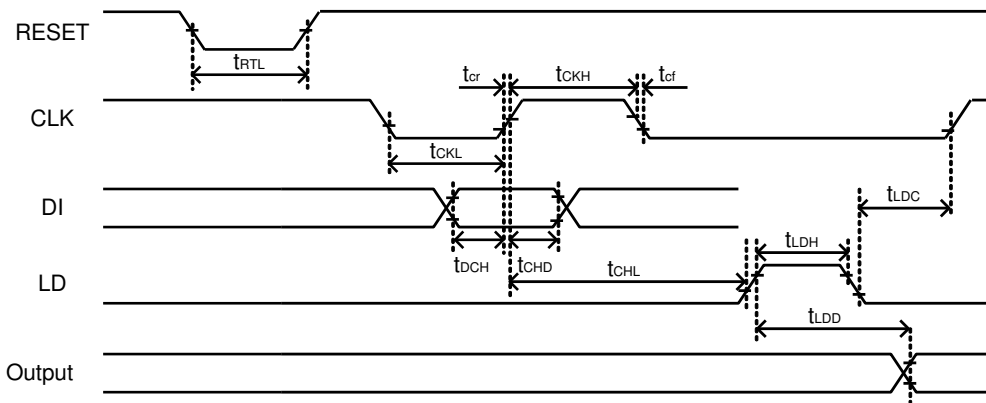 RESET
tRTL
tcr
tCKH
tcf
CLK
tCKL
DI
tLDC
tDCH
tCHD
tCHL
tLDH
LD
tLDD
Output